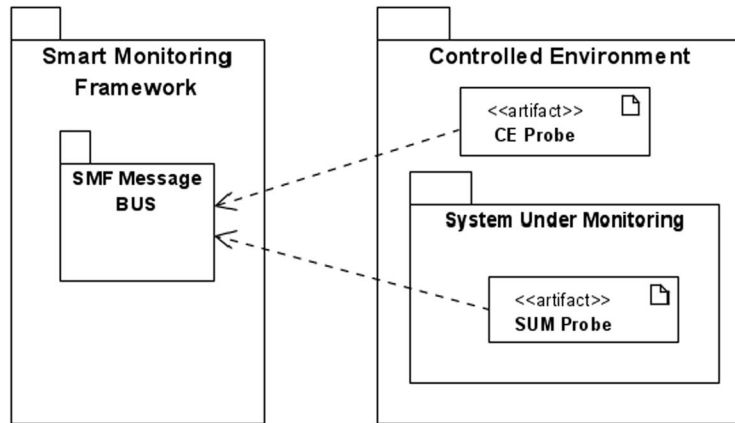 Smart Monitoring
Framework
SMF Message
BUS
Controlled Environment
<<artifact>>
CE Probe
System Under Monitoring
<<artifact>>
SUM Probe